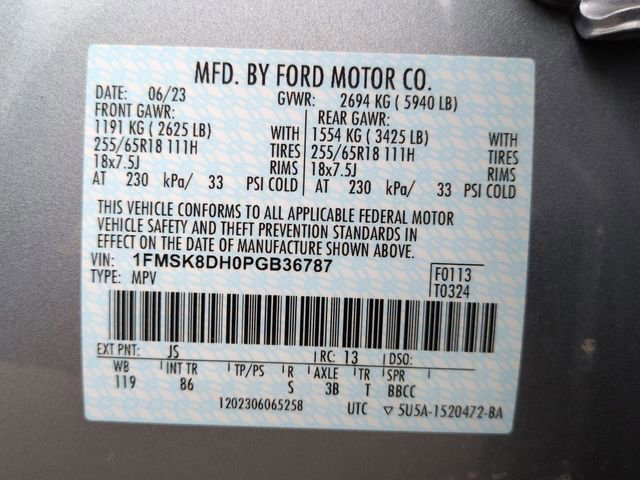 MFD. BY FORD MOTOR CO.
DATE: 06/23 GVWR: 2694 KG ( 5940 LB)
FRONT GAWR: REAR GAWR:
1191 KG ( 2625 LB) WITH 1554 KG ( 3425 LB) WITH
255/65R18 111H TIRES 255/65R18 111H TIRES
18x7.5J RIMS 18x7.5J RIMS
AT 230 kPa/ 33 PSI COLD AT 230 kPa/ 33 PSI COLD
THIS VEHICLE CONFORMS TO ALL APPLICABLE FEDERAL MOTOR
VEHICLE SAFETY AND THEFT PREVENTION STANDARDS IN
EFFECT ON THE DATE OF MANUFACTURE SHOWN ABOVE.
VIN: 1FMSK8DH0PGB36787
TYPE: MPV
F0113
T0324
EXT PNT: JS RC: 13 DSO:
WB INT TR TP/PS R AXLE TR SPR
119 86 S 3B T BBCC
1202306065258 UTC ▽ 5U5A-1520472-BA